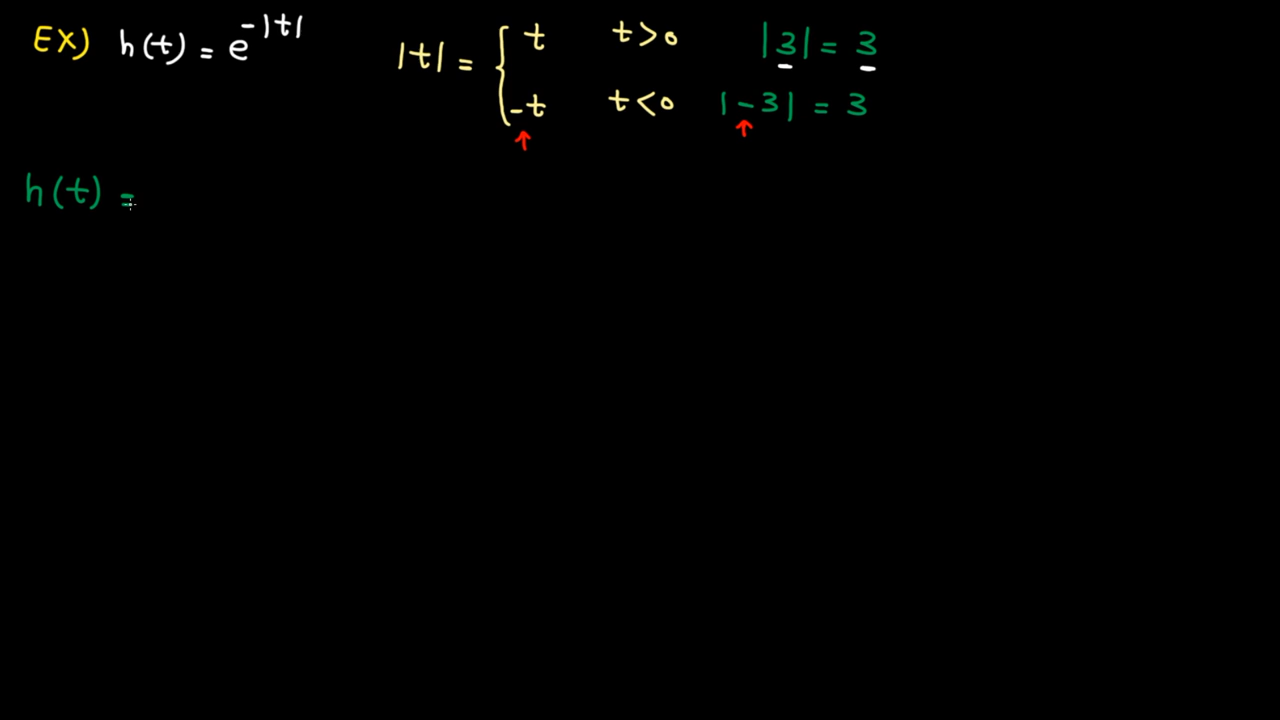 EX) h(t) = e^{-|t|}
|t| = { t t>0
-t t<0
|3| = 3
|-3| = 3
h(t) =